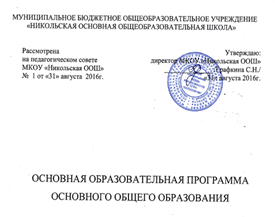 МУНИЦИПАЛЬНОЕ БЮДЖЕТНОЕ ОБЩЕОБРАЗОВАТЕЛЬНОЕ УЧРЕЖДЕНИЕ
«НИКОЛЬСКАЯ ОСНОВНАЯ ОБЩЕОБРАЗОВАТЕЛЬНАЯ ШКОЛА»
Рассмотрена
на педагогическом совете
МКОУ «Никольская ООШ»
№ 1 от «31» августа 2016г.
Утверждаю:
директор МКОУ «Никольская ООШ»
Графкина С.Н./
«31» августа 2016г.
ОСНОВНАЯ ОБРАЗОВАТЕЛЬНАЯ ПРОГРАММА
ОСНОВНОГО ОБЩЕГО ОБРАЗОВАНИЯ